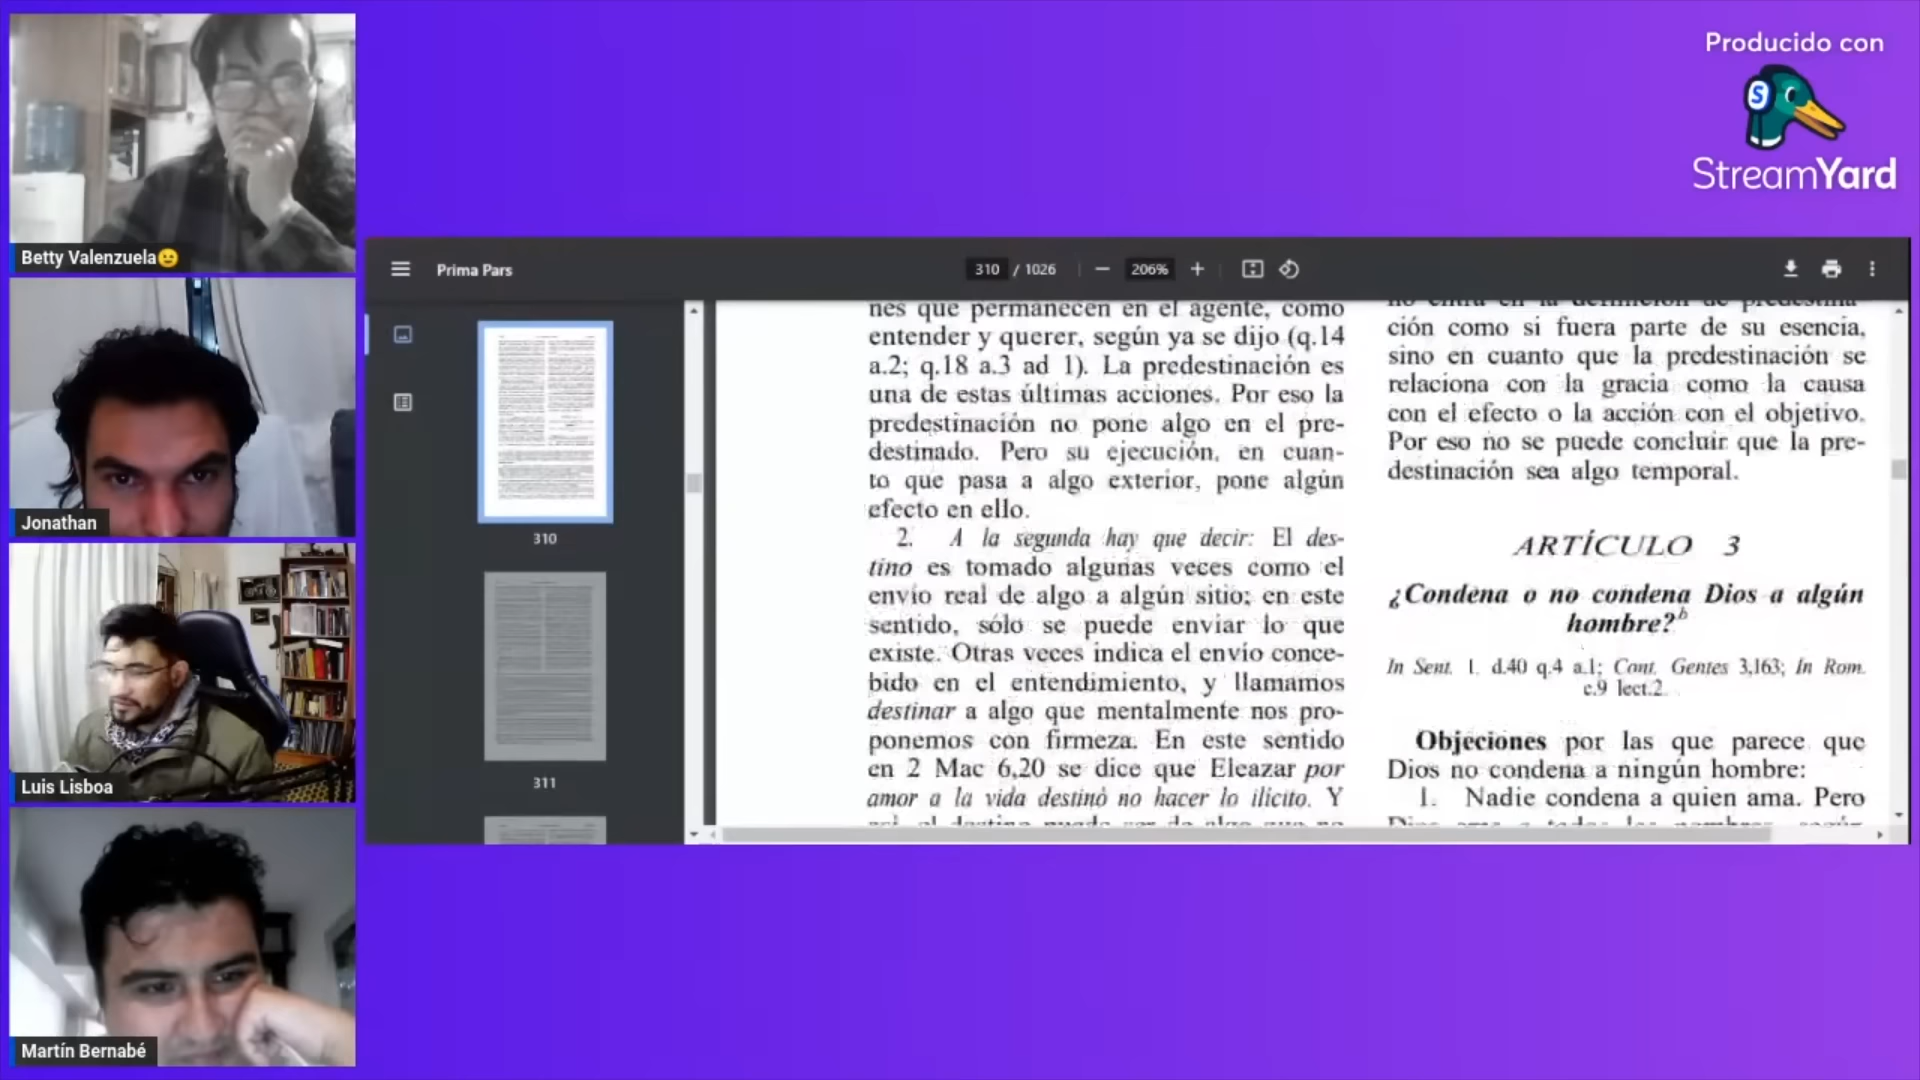 Producido con
StreamYard
Betty Valenzuela😐
Jonathan
Luis Lisboa
Martín Bernabé
Prima Pars
310 / 1026
206%
310
311
nes que permanecen en el agente, como
entender y querer, según ya se dijo (q.14
a.2; q.18 a.3 ad 1). La predestinación es
una de estas últimas acciones. Por eso la
predestinación no pone algo en el pre-
destinado. Pero su ejecución, en cuan-
to que pasa a algo exterior, pone algún
efecto en ello.
2. A la segunda hay que decir: El des-
tino es tomado algunas veces como el
envío real de algo a algún sitio; en este
sentido, sólo se puede enviar lo que
existe. Otras veces indica el envío conce-
bido en el entendimiento, y llamamos
destinar a algo que mentalmente nos pro-
ponemos con firmeza. En este sentido
en 2 Mac 6,20 se dice que Eleazar por
amor a la vida destinó no hacer lo ilícito. Y
ción como si fuera parte de su esencia,
sino en cuanto que la predestinación se
relaciona con la gracia como la causa
con el efecto o la acción con el objetivo.
Por eso no se puede concluir que la pre-
destinación sea algo temporal.
ARTÍCULO 3
¿Condena o no condena Dios a algún
hombre?b
In Sent. 1. d.40 q.4 a.1; Cont. Gentes 3,163; In Rom.
c.9 lect.2.
Objeciones por las que parece que
Dios no condena a ningún hombre:
1. Nadie condena a quien ama. Pero